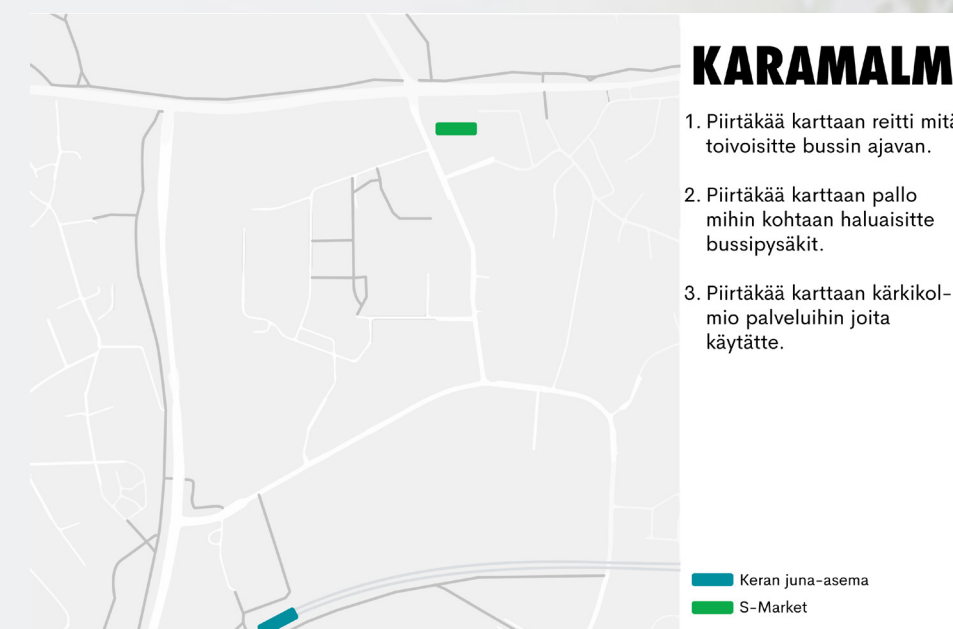 KARAMALM
1. Piirtäkää karttaan reitti mitä
toivoisitte bussin ajavan.
2. Piirtäkää karttaan pallo
mihin kohtaan haluaisitte
bussipysäkit.
3. Piirtäkää karttaan kärkikol-
mio palveluihin joita
käytätte.
Keran juna-asema
S-Market